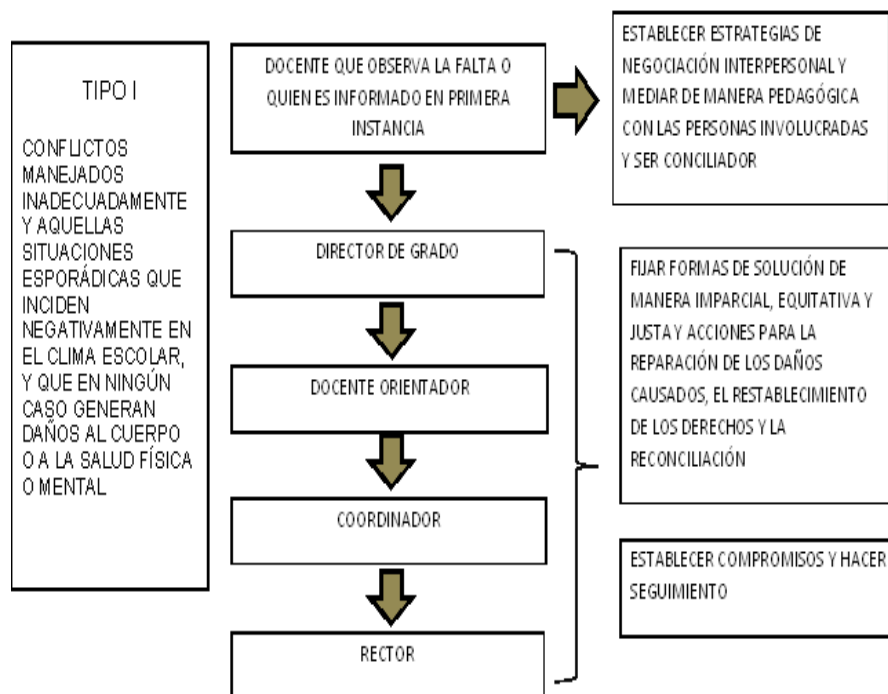 TIPO I
CONFLICTOS
MANEJADOS
INADECUADAMENTE
Y AQUELLAS
SITUACIONES
ESPORÁDICAS QUE
INCIDEN
NEGATIVAMENTE EN
EL CLIMA ESCOLAR,
Y QUE EN NINGÚN
CASO GENERAN
DAÑOS AL CUERPO
O A LA SALUD FÍSICA
O MENTAL
DOCENTE QUE OBSERVA LA FALTA O
QUIEN ES INFORMADO EN PRIMERA
INSTANCIA
ESTABLECER ESTRATEGIAS DE
NEGOCIACIÓN INTERPERSONAL Y
MEDIAR DE MANERA PEDAGÓGICA
CON LAS PERSONAS INVOLUCRADAS
Y SER CONCILIADOR
DIRECTOR DE GRADO
DOCENTE ORIENTADOR
COORDINADOR
RECTOR
FIJAR FORMAS DE SOLUCIÓN DE
MANERA IMPARCIAL, EQUITATIVA Y
JUSTA Y ACCIONES PARA LA
REPARACIÓN DE LOS DAÑOS
CAUSADOS, EL RESTABLECIMIENTO
DE LOS DERECHOS Y LA
RECONCILIACIÓN
ESTABLECER COMPROMISOS Y HACER
SEGUIMIENTO